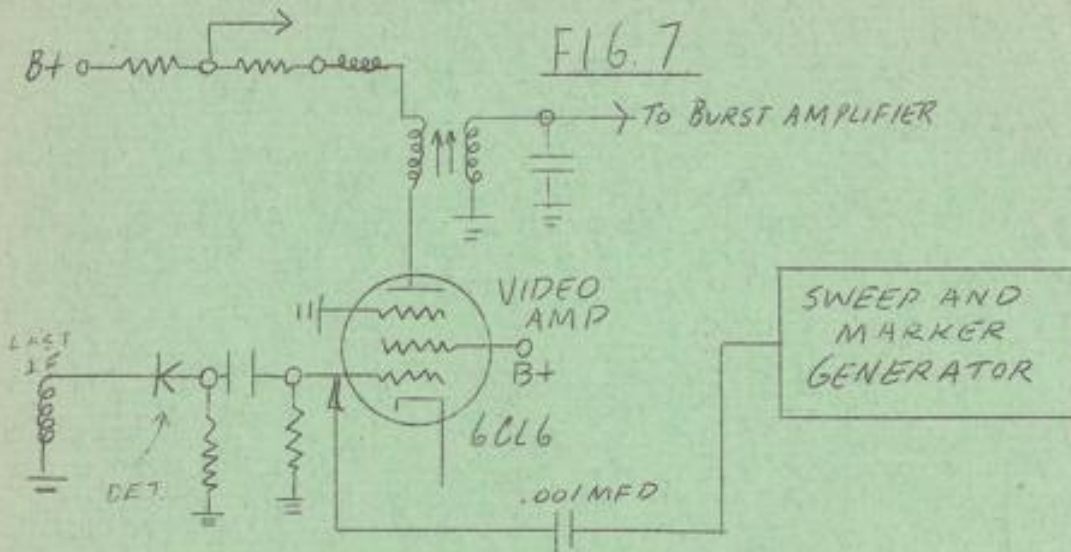 FIG. 7
B+
TO BURST AMPLIFIER
VIDEO
AMP
B+
6CL6
SWEEP AND
MARKER
GENERATOR
LAST
IF
DET.
.001 MFD